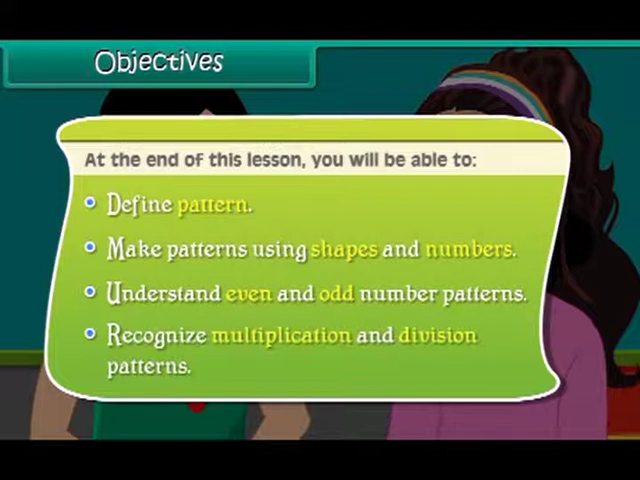 Objectives
At the end of this lesson, you will be able to:
Define pattern.
Make patterns using shapes and numbers.
Understand even and odd number patterns.
Recognize multiplication and division
patterns.